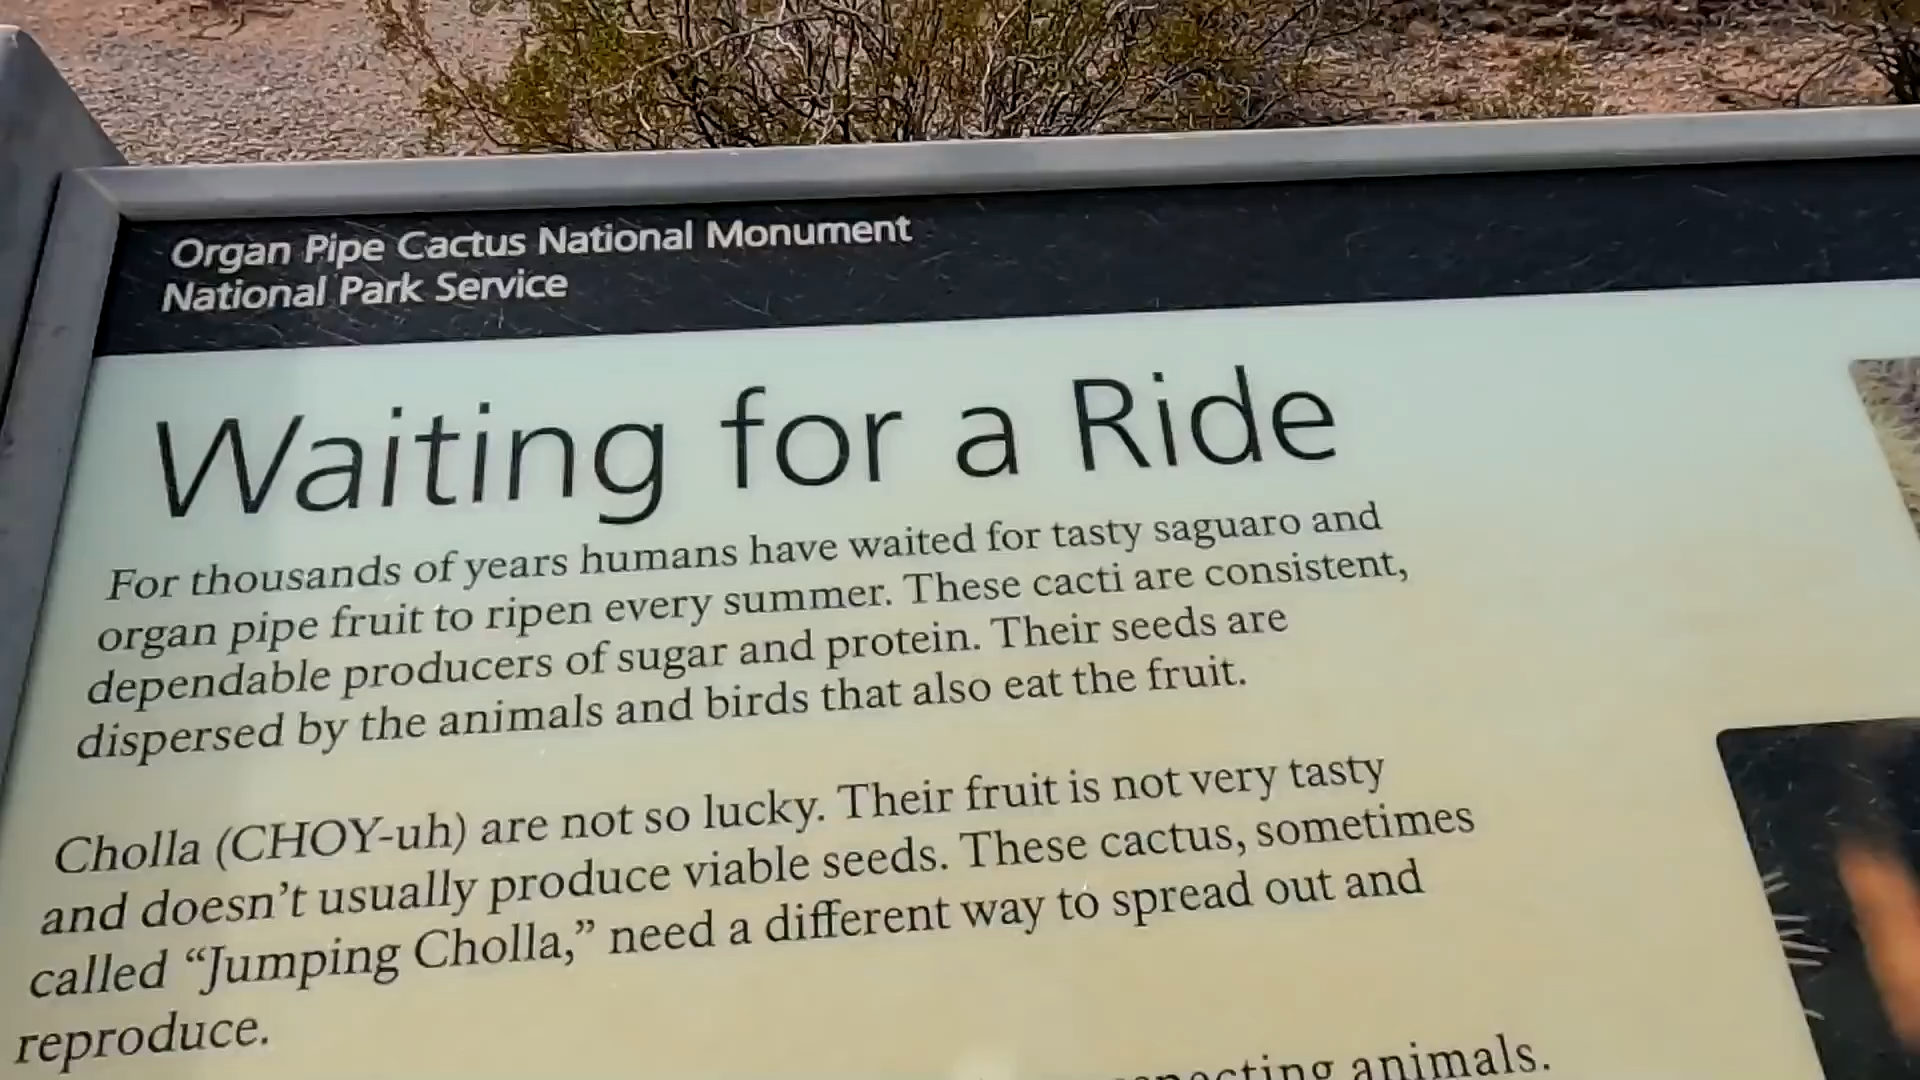 Organ Pipe Cactus National Monument
National Park Service
Waiting for a Ride
For thousands of years humans have waited for tasty saguaro and
organ pipe fruit to ripen every summer. These cacti are consistent,
dependable producers of sugar and protein. Their seeds are
dispersed by the animals and birds that also eat the fruit.
Cholla (CHOY-uh) are not so lucky. Their fruit is not very tasty
and doesn't usually produce viable seeds. These cactus, sometimes
called “Jumping Cholla,” need a different way to spread out and
reproduce.
animals.